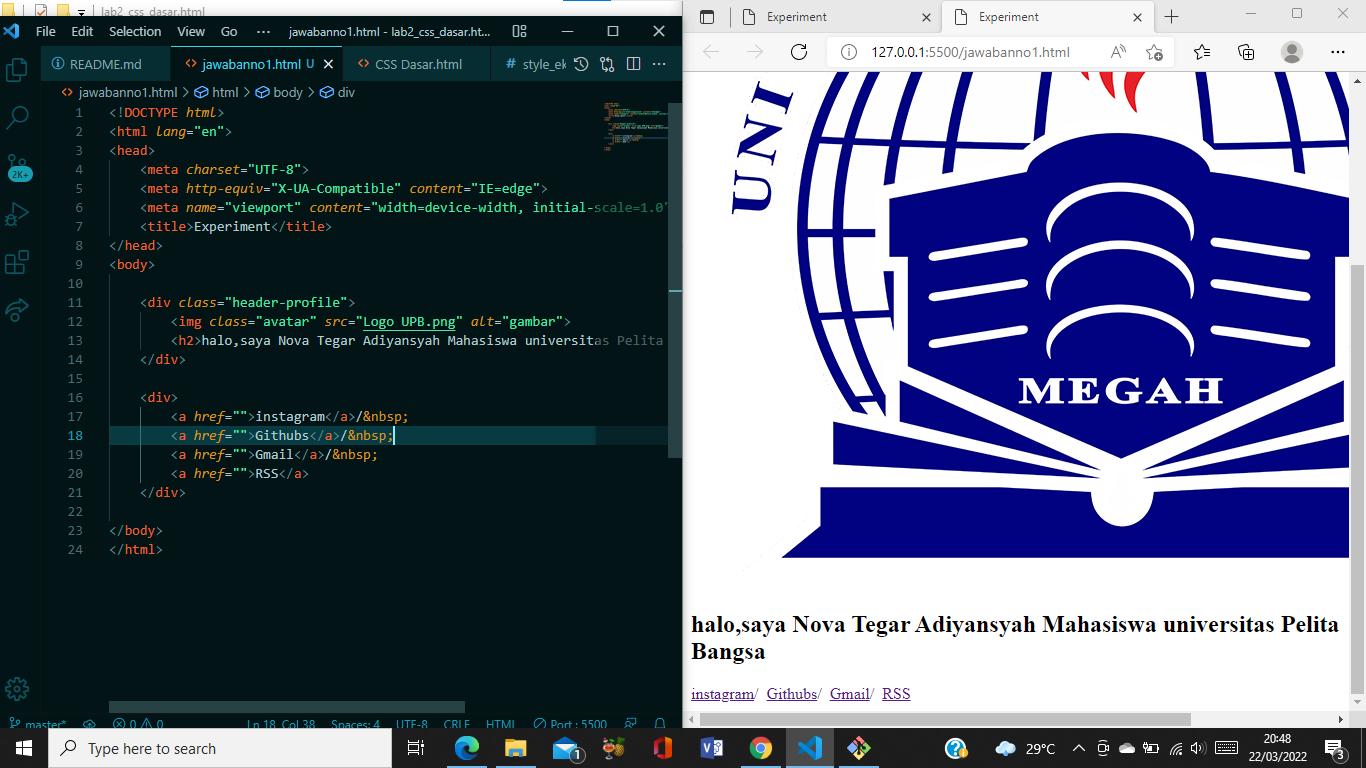 lab2_css_dasar.html
File Edit Selection View Go ··· jawabanno1.html - lab2_css_dasar.ht...
README.md jawabanno1.html U CSS Dasar.html # style_ek ···
jawabanno1.html > html > body > div
1 <!DOCTYPE html>
2 <html lang="en">
3 <head>
4 <meta charset="UTF-8">
5 <meta http-equiv="X-UA-Compatible" content="IE=edge">
6 <meta name="viewport" content="width=device-width, initial-scale=1.0"
7 <title>Experiment</title>
8 </head>
9 <body>
10
11 <div class="header-profile">
12 <img class="avatar" src="Logo UPB.png" alt="gambar">
13 <h2>halo,saya Nova Tegar Adiyansyah Mahasiswa universitas Pelita
14 </div>
15
16 <div>
17 <a href="">instagram</a>/&nbsp;
18 <a href="">Githubs</a>/&nbsp;
19 <a href="">Gmail</a>/&nbsp;
20 <a href="">RSS</a>
21 </div>
22
23 </body>
24 </html>
2K+
master* 0 0 Ln 18, Col 38 Spaces: 4 UTF-8 CRLF HTML Port : 5500
Experiment Experiment
127.0.0.1:5500/jawabanno1.html
UNI
MEGAH
halo,saya Nova Tegar Adiyansyah Mahasiswa universitas Pelita
Bangsa
instagram/ Githubs/ Gmail/ RSS
Type here to search
1
29°C
20:48
22/03/2022
3